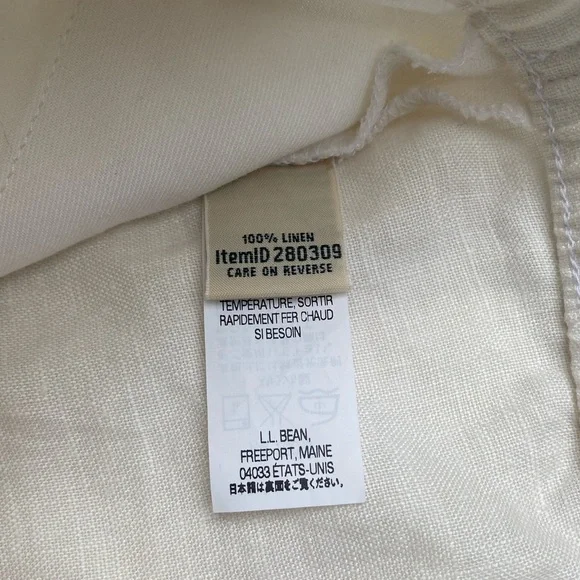 100% LINEN
ItemID 280309
CARE ON REVERSE
TEMPÉRATURE, SORTIR
RAPIDEMENT FER CHAUD
SI BESOIN
L.L. BEAN,
FREEPORT, MAINE
04033 ÉTATS-UNIS
日本語は裏面をご覧ください。